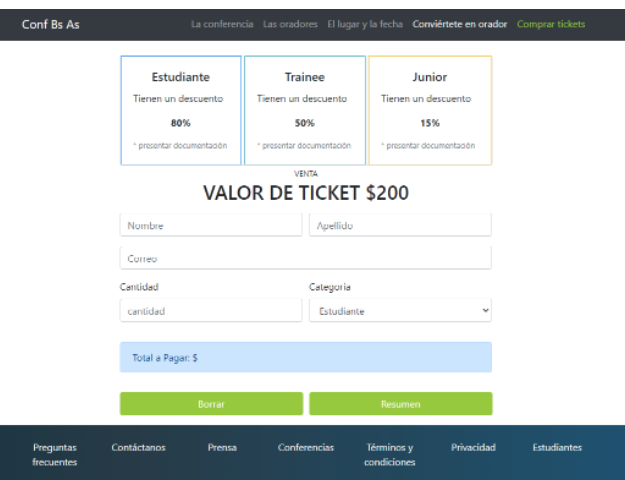 Conf Bs As La conferencia Las oradores El lugar y la fecha Conviértete en orador Comprar tickets
Estudiante
Tienen un descuento
80%
* presentar documentación
Trainee
Tienen un descuento
50%
* presentar documentación
Junior
Tienen un descuento
15%
* presentar documentación
VENTA
VALOR DE TICKET $200
Nombre Apellido
Correo
Cantidad Categoria
cantidad Estudiante
Total a Pagar: $
Borrar Resumen
Preguntas frecuentes
Contáctanos
Prensa
Conferencias
Términos y condiciones
Privacidad
Estudiantes